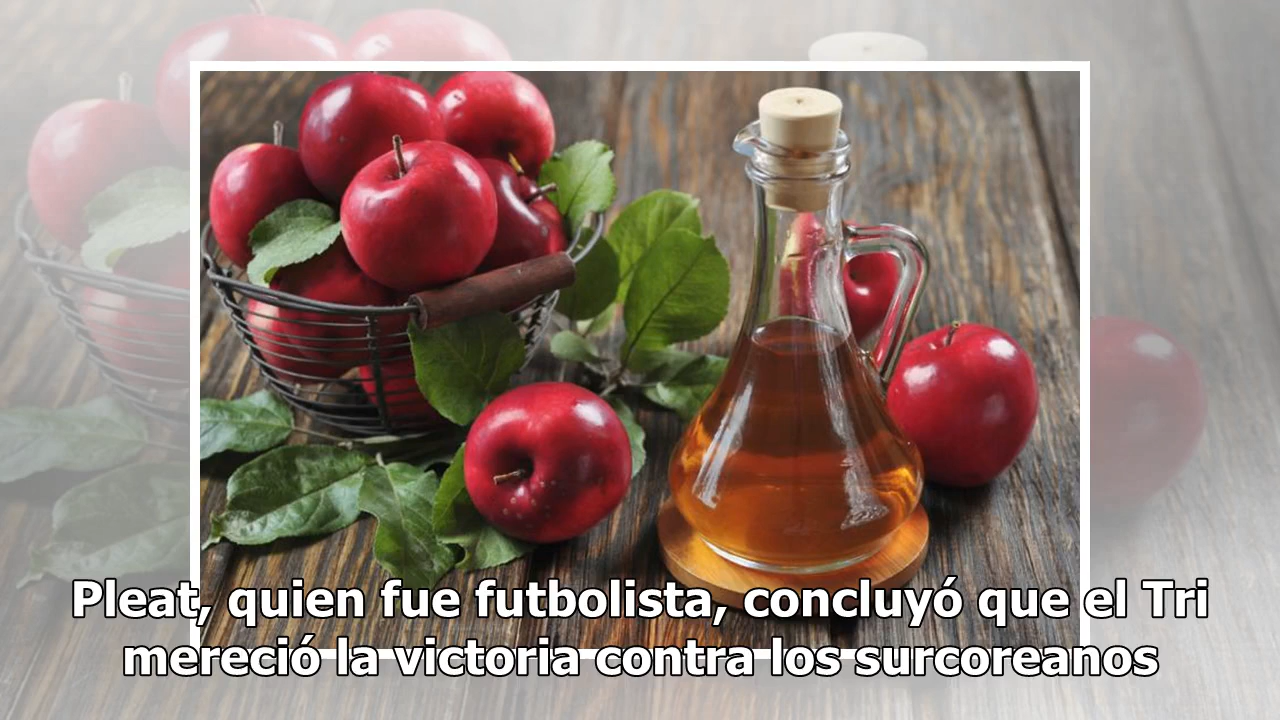 Pleat, quien fue futbolista, concluyó que el Tri
mereció la victoria contra los surcoreanos